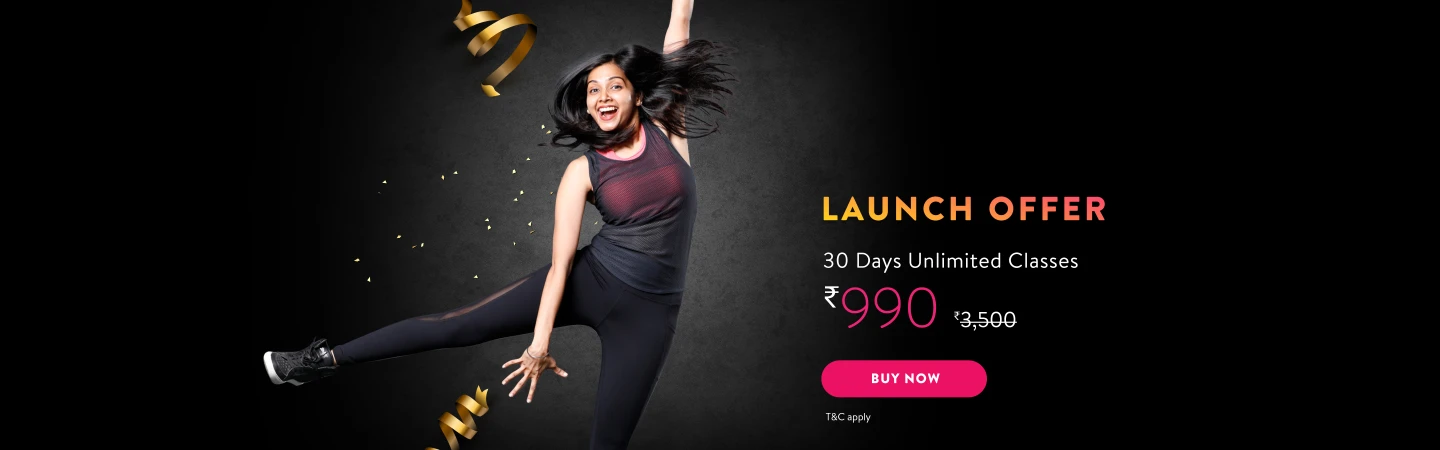 LAUNCH OFFER
30 Days Unlimited Classes
₹990 ₹3,500
BUY NOW
T&C apply